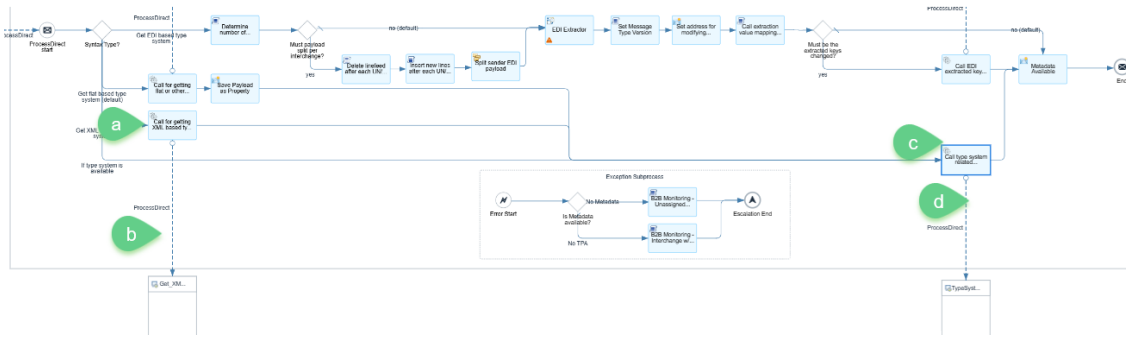 ProcessDirect
ProcessDirect
ProcessDirect
start
Syntax Type?
ProcessDirect
Get EDI based type
system
Determine
number of...
Must payload
split per
interchange?
no (default)
yes
Delete linefeed
after each UN/...
Insert new lines
after each UN/...
Split sender EDI
payload
EDI Extractor
Set Message
Type Version
Set address for
modifying...
Call extraction
value mapping...
Must be the
extracted keys
changed?
no (default)
yes
ProcessDirect
Call EDI
exctracted key...
Metadata
Available
End
Get flat based type
system (default)
Call for getting
flat or other...
Save Payload
as Property
a
Get XML
Call for getting
XML based ty...
If type system is
available
c
Call type system
related...
ProcessDirect
b
d
ProcessDirect
Exception Subprocess
Error Start
Is Metadata
available?
No Metadata
No TPA
B2B Monitoring -
Unassigned...
B2B Monitoring -
Interchange w/...
Escalation End
Get_XM...
TypeSyst...